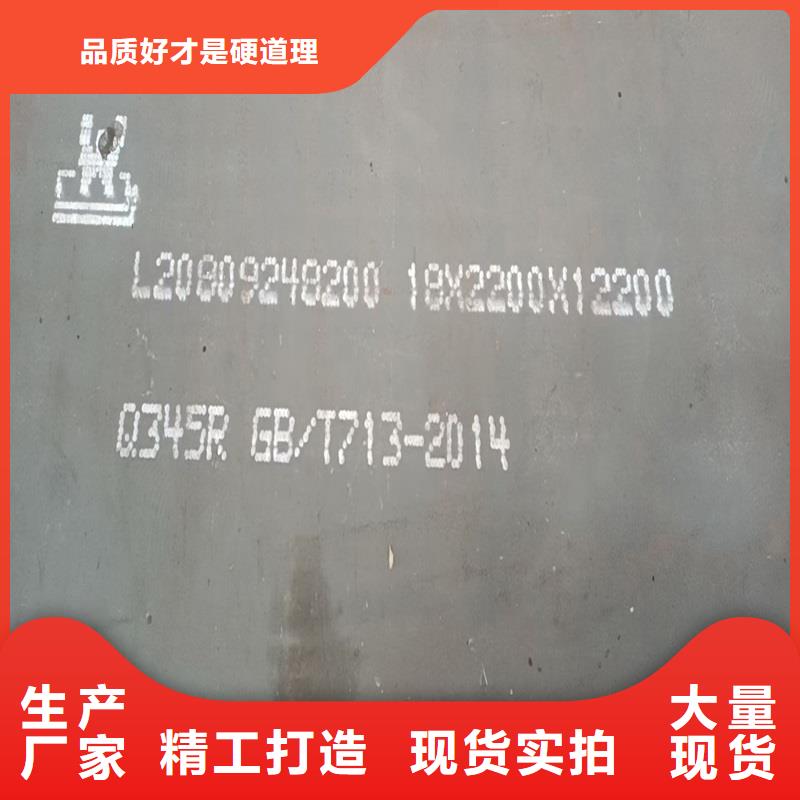 品质好才是硬道理
L20809248200 18X2200X12200
Q345R GB/T713-2014
生产厂家
精工打造
现货实拍
大量现货